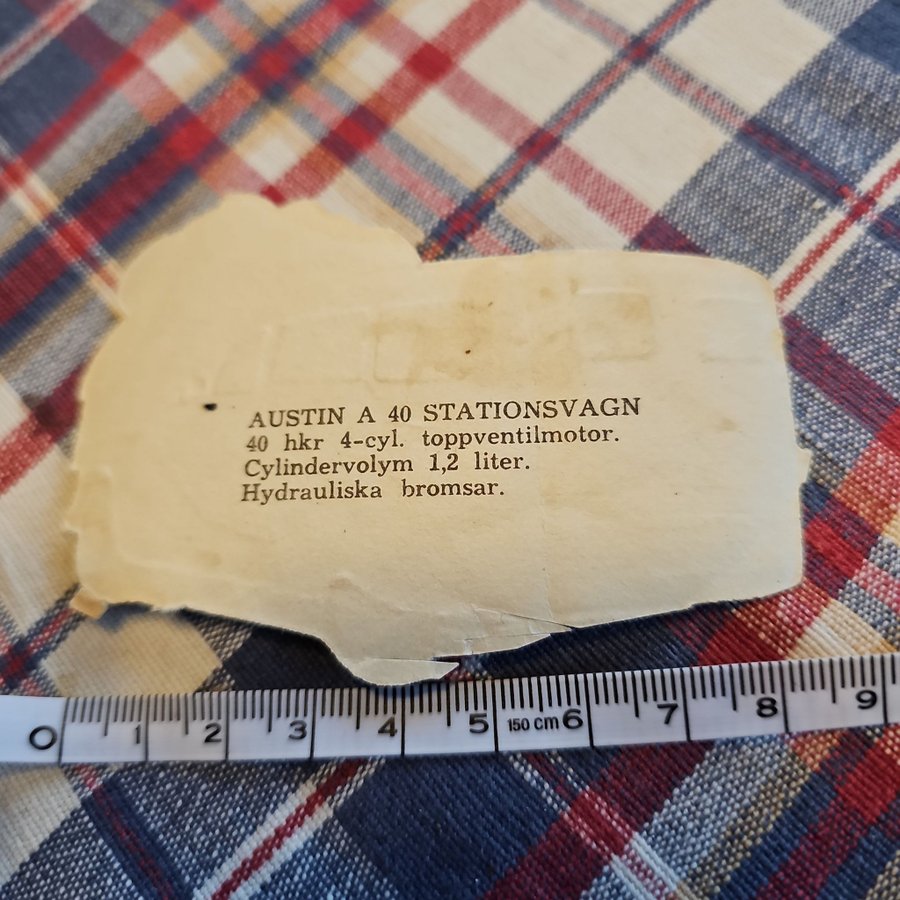 AUSTIN A 40 STATIONSVAGN
40 hkr 4-cyl. toppventilmotor.
Cylindervolym 1,2 liter.
Hydrauliska bromsar.
0 1 2 3 4 5 150 cm 6 7 8 9